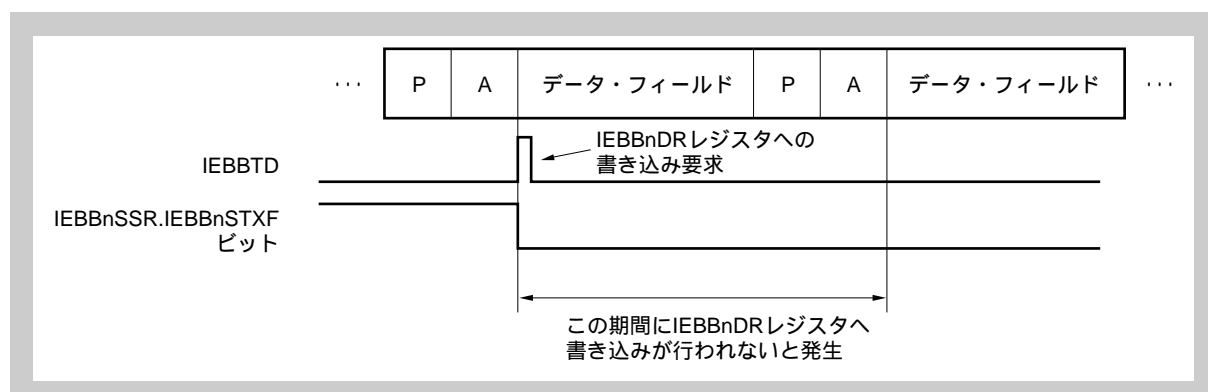 ··· P A データ・フィールド P A データ・フィールド ···
IEBBTD
IEBBnDRレジスタへの
書き込み要求
IEBBnSSR.IEBBnSTXF
ビット
この期間にIEBBnDRレジスタへ
書き込みが行われないと発生